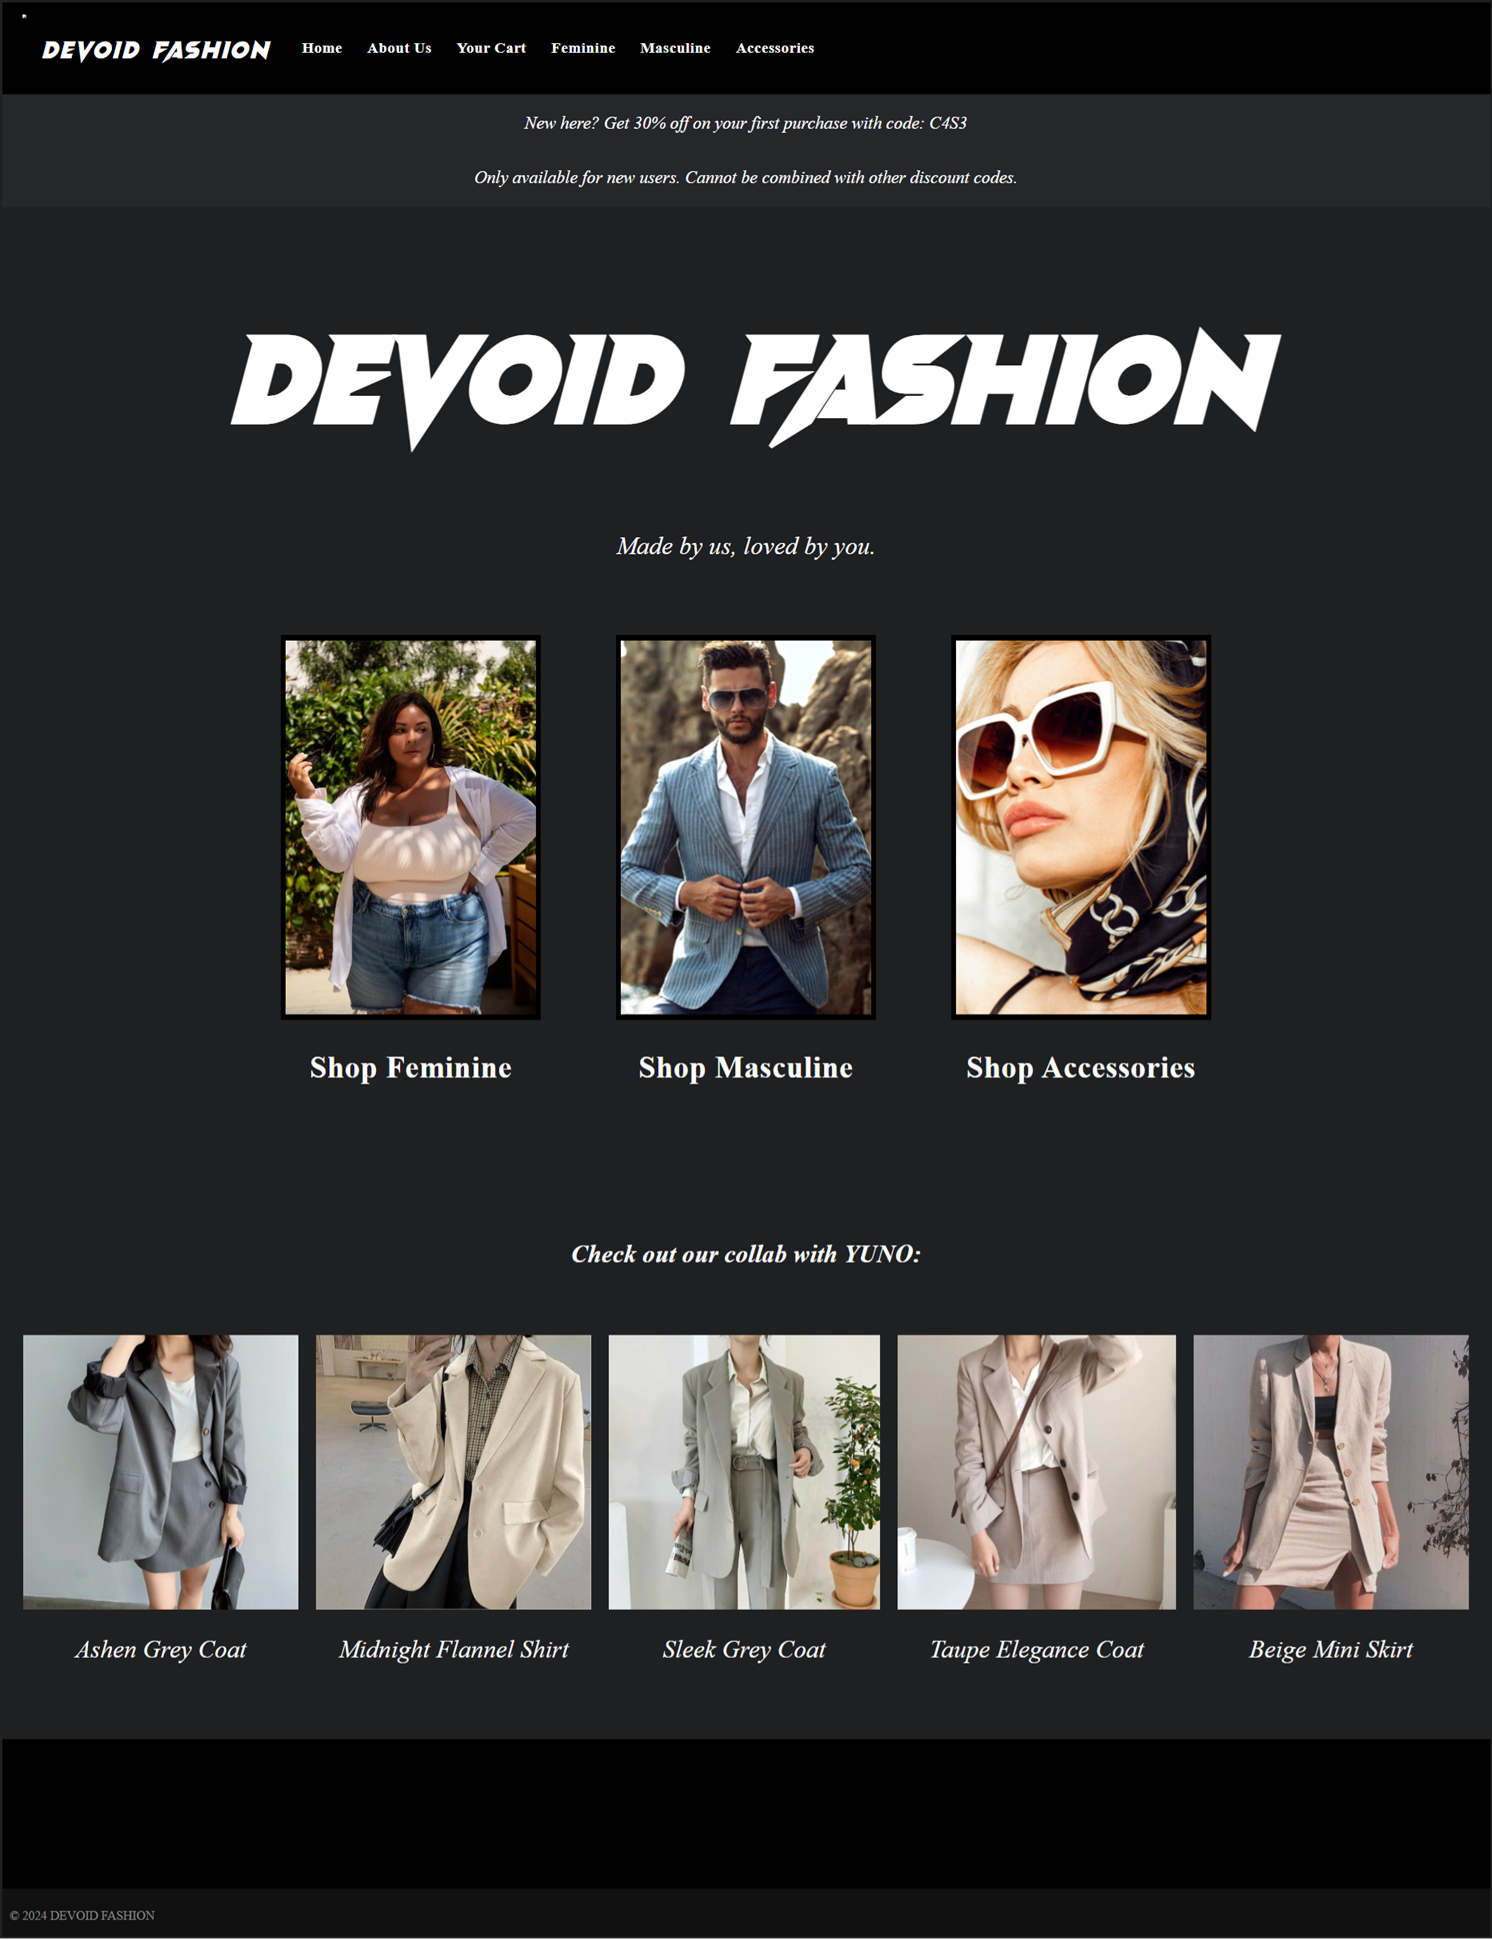 DEVOID FASHION
Home About Us Your Cart Feminine Masculine Accessories
New here? Get 30% off on your first purchase with code: C4S3
Only available for new users. Cannot be combined with other discount codes.
DEVOID FASHION
Made by us, loved by you.
Shop Feminine
Shop Masculine
Shop Accessories
Check out our collab with YUNO:
Ashen Grey Coat
Midnight Flannel Shirt
Sleek Grey Coat
Taupe Elegance Coat
Beige Mini Skirt
© 2024 DEVOID FASHION